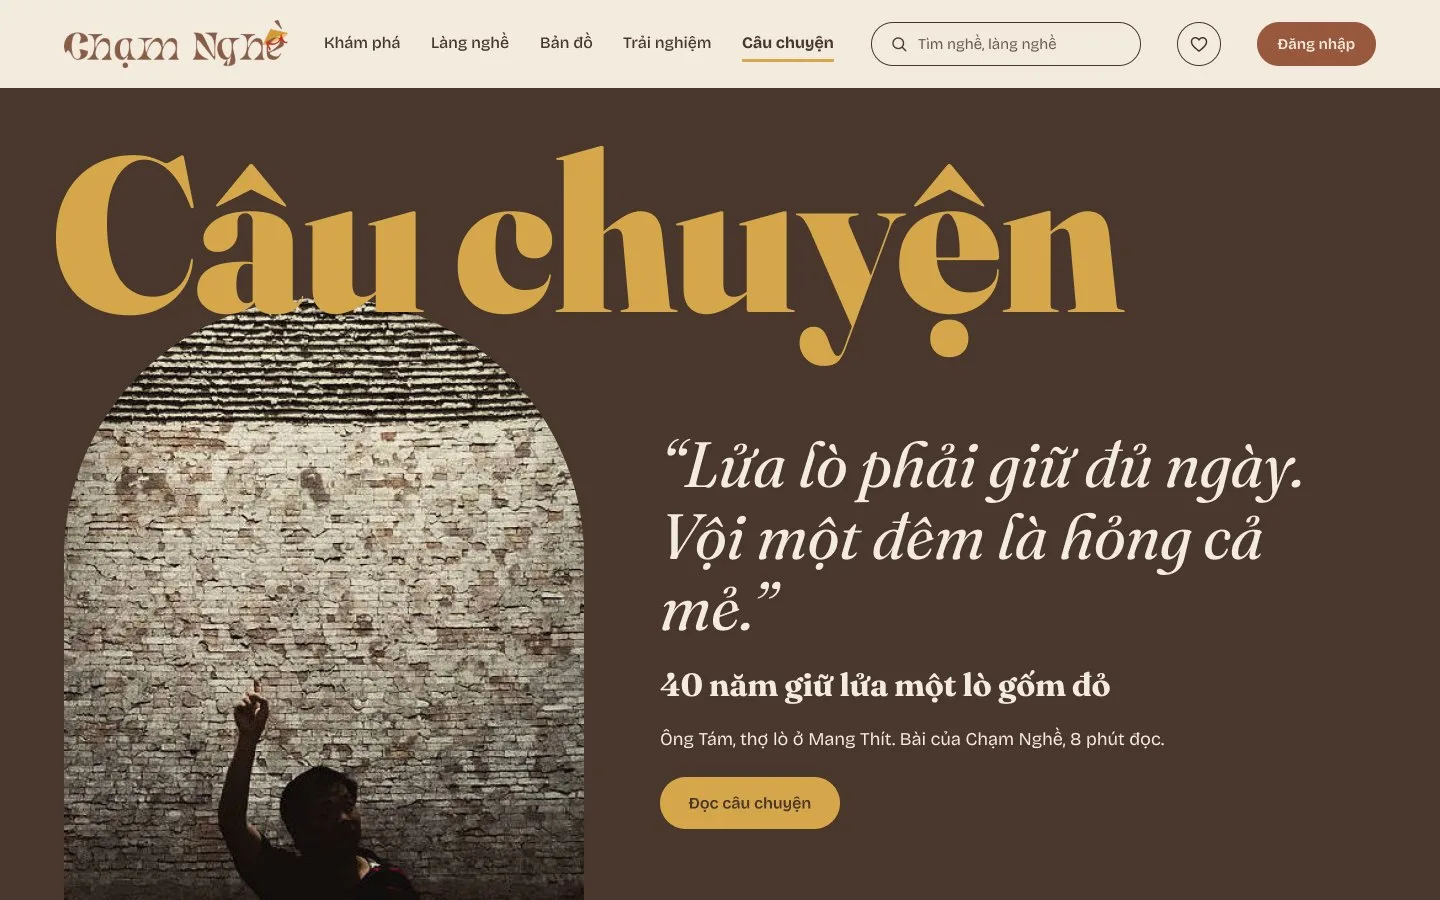 Chạm Nghề
Khám phá
Làng nghề
Bản đồ
Trải nghiệm
Câu chuyện
Tìm nghề, làng nghề
Đăng nhập
Câu chuyện
“Lửa lò phải giữ đủ ngày.
Vội một đêm là hỏng cả
mẻ.”
40 năm giữ lửa một lò gốm đỏ
Ông Tám, thợ lò ở Mang Thít. Bài của Chạm Nghề, 8 phút đọc.
Đọc câu chuyện